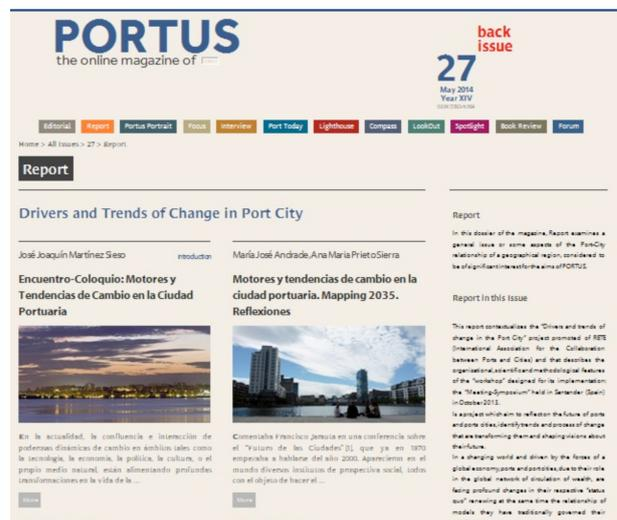 PORTUS
the online magazine of
back
issue
27
May 2014
Year XIV
Editorial Report Portus Portrait Focus Interview Port Today Lighthouse Compass LookOut Spotlight Book Review Forum
Home > All Issues > 27 > Report
Report
Drivers and Trends of Change in Port City
José Joaquín Martínez Sieso introduction
Encuentro-Coloquio: Motores y
Tendencias de Cambio en la Ciudad
Portuaria
En la actualidad, la confluencia e interacción de
poderosas dinámicas de cambio en ámbitos tales como
la tecnología, la economía, la política, la cultura, o el
propio medio natural, están alimentando profundas
transformaciones en la vida de la ...
More
María José Andrade, Ana Maria Prieto Sierra
Motores y tendencias de cambio en la
ciudad portuaria. Mapping 2035.
Reflexiones
Comentaba Francisco Jarauta en una conferencia sobre
el "Futuro de las Ciudades" [1], que ya en 1970
empezaba a hablarse del año 2000. Aparecieron en el
mundo diversos institutos de prospectiva social, todos
con el objeto de hacer el ...
More
Report
In this dossier of the magazine, Report examines a
general issue or some aspects of the Port-City
relationship of a geographical region, considered to
be of significant interest for the aims of PORTUS.
Report in this Issue
This report contextualizes the "Drivers and trends of
change in the Port City" project promoted of RETE
(International Association for the Collaboration
between Ports and Cities) and that describes the
organisational, scientific and methodological features
of the "workshop" designed for its implementation:
the "Meeting-Symposium" held in Santander (Spain)
in October 2013.
Is a project which aim to reflection the future of ports
and ports cities, identify trends and process of change
that are transforming them and shaping visions about
their future.
In a changing world and driven by the forces of a
global economy, ports and port cities, due to their role
in the global network of circulation of wealth, are
facing profound changes in their respective "status
quo" renewing at the same time the relationship of
models they have traditionally governed their